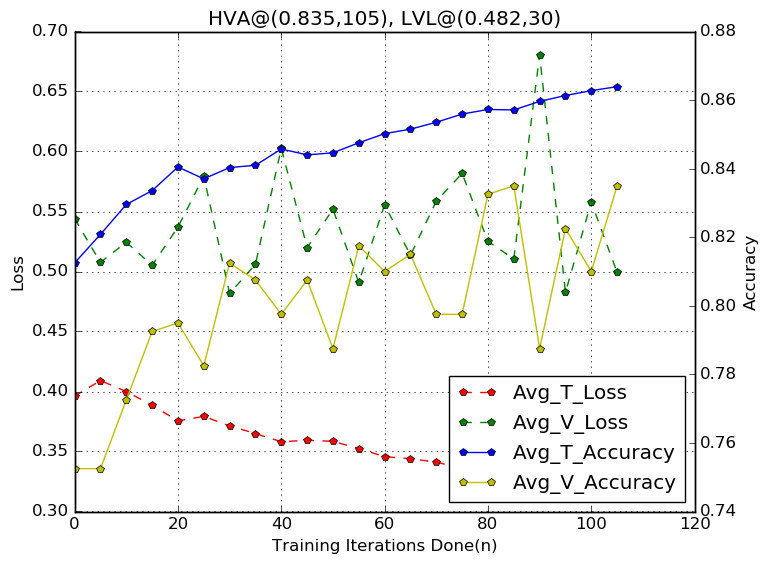 HVA@(0.835,105), LVL@(0.482,30)
0.70
0.65
0.60
0.55
0.50
0.45
0.40
0.35
0.30
Loss
0.88
0.86
0.84
0.82
0.80
0.78
0.76
0.74
Accuracy
Avg_T_Loss
Avg_V_Loss
Avg_T_Accuracy
Avg_V_Accuracy
0 20 40 60 80 100 120
Training Iterations Done(n)